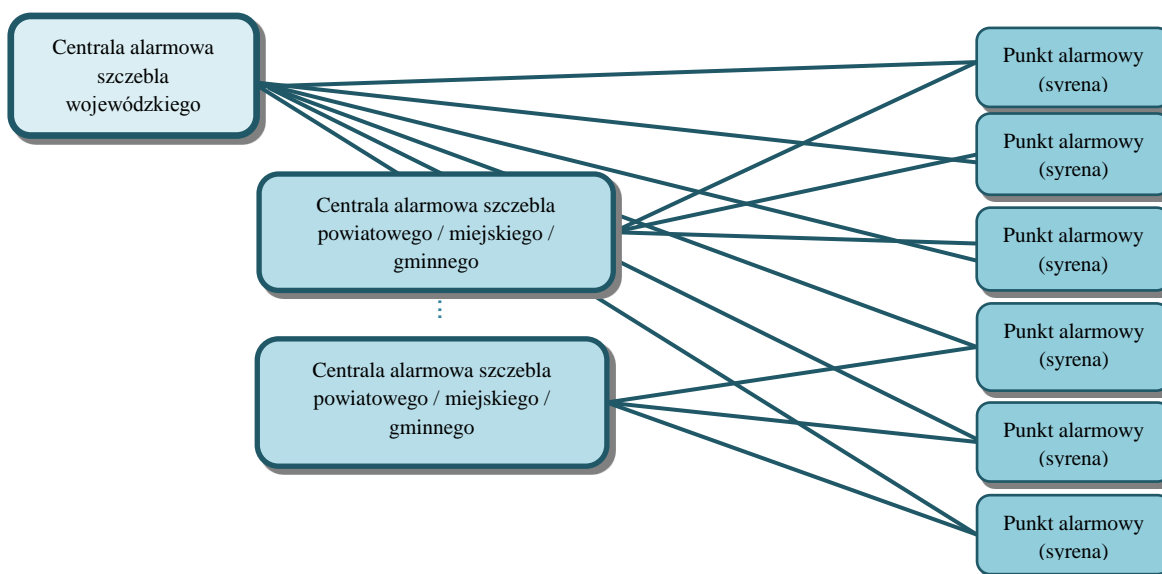 Centrala alarmowa
szczebla
wojewódzkiego
Centrala alarmowa szczebla
powiatowego / miejskiego /
gminnego
Centrala alarmowa szczebla
powiatowego / miejskiego /
gminnego
Punkt alarmowy
(syrena)
Punkt alarmowy
(syrena)
Punkt alarmowy
(syrena)
Punkt alarmowy
(syrena)
Punkt alarmowy
(syrena)
Punkt alarmowy
(syrena)